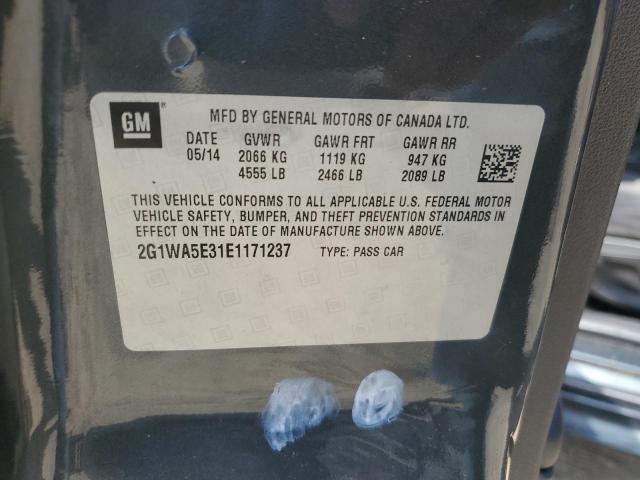 GM
MFD BY GENERAL MOTORS OF CANADA LTD.
DATE GVWR GAWR FRT GAWR RR
05/14 2066 KG 1119 KG 947 KG
4555 LB 2466 LB 2089 LB
THIS VEHICLE CONFORMS TO ALL APPLICABLE U.S. FEDERAL MOTOR
VEHICLE SAFETY, BUMPER, AND THEFT PREVENTION STANDARDS IN
EFFECT ON THE DATE OF MANUFACTURE SHOWN ABOVE.
2G1WA5E31E1171237 TYPE: PASS CAR